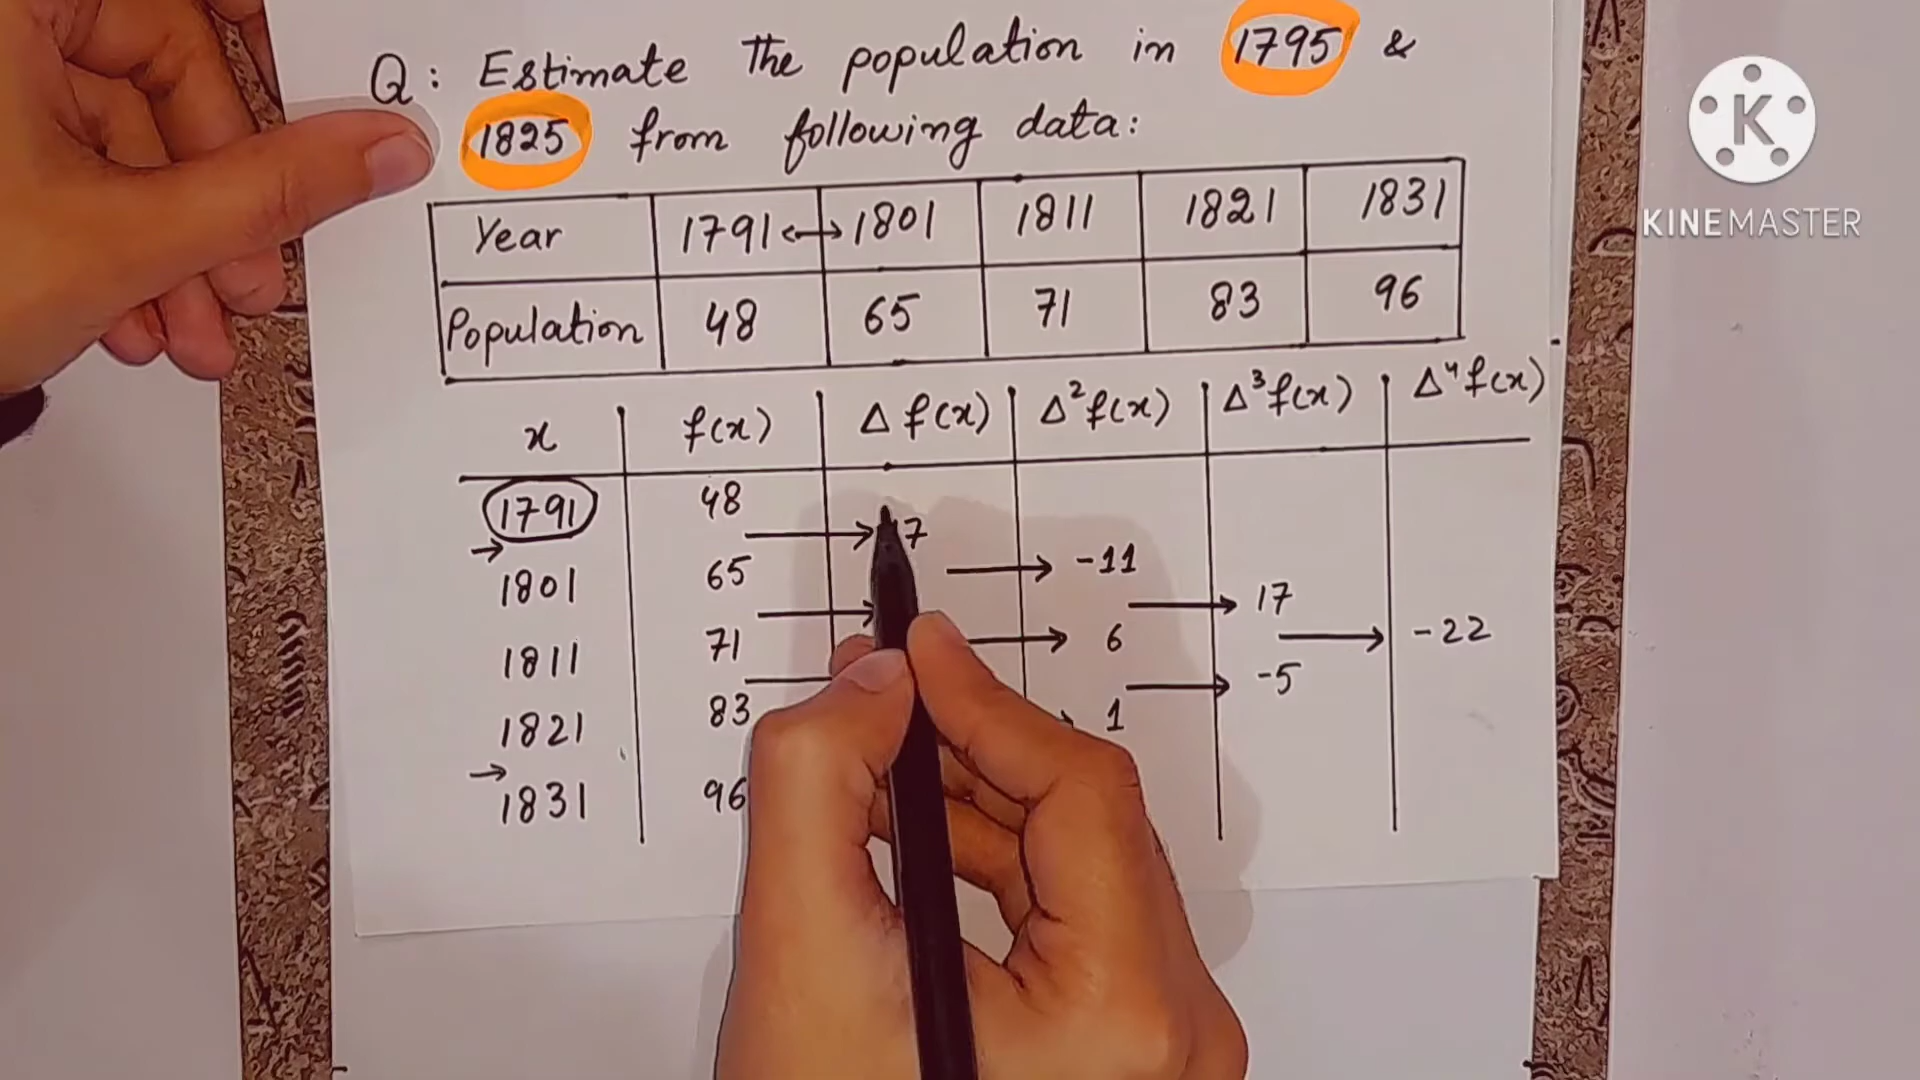 Q: Estimate the population in 1795 &
1825 from following data:
Year 1791 ↔ 1801 1811 1821 1831
Population 48 65 71 83 96
x f(x) Δ f(x) Δ²f(x) Δ³f(x) Δ⁴f(x)
1791 48
→ 7
1801 65 → -11
→ → 17
1811 71 → 6 → -22
→ -5
1821 83 1
→
1831 96
K
KINEMASTER